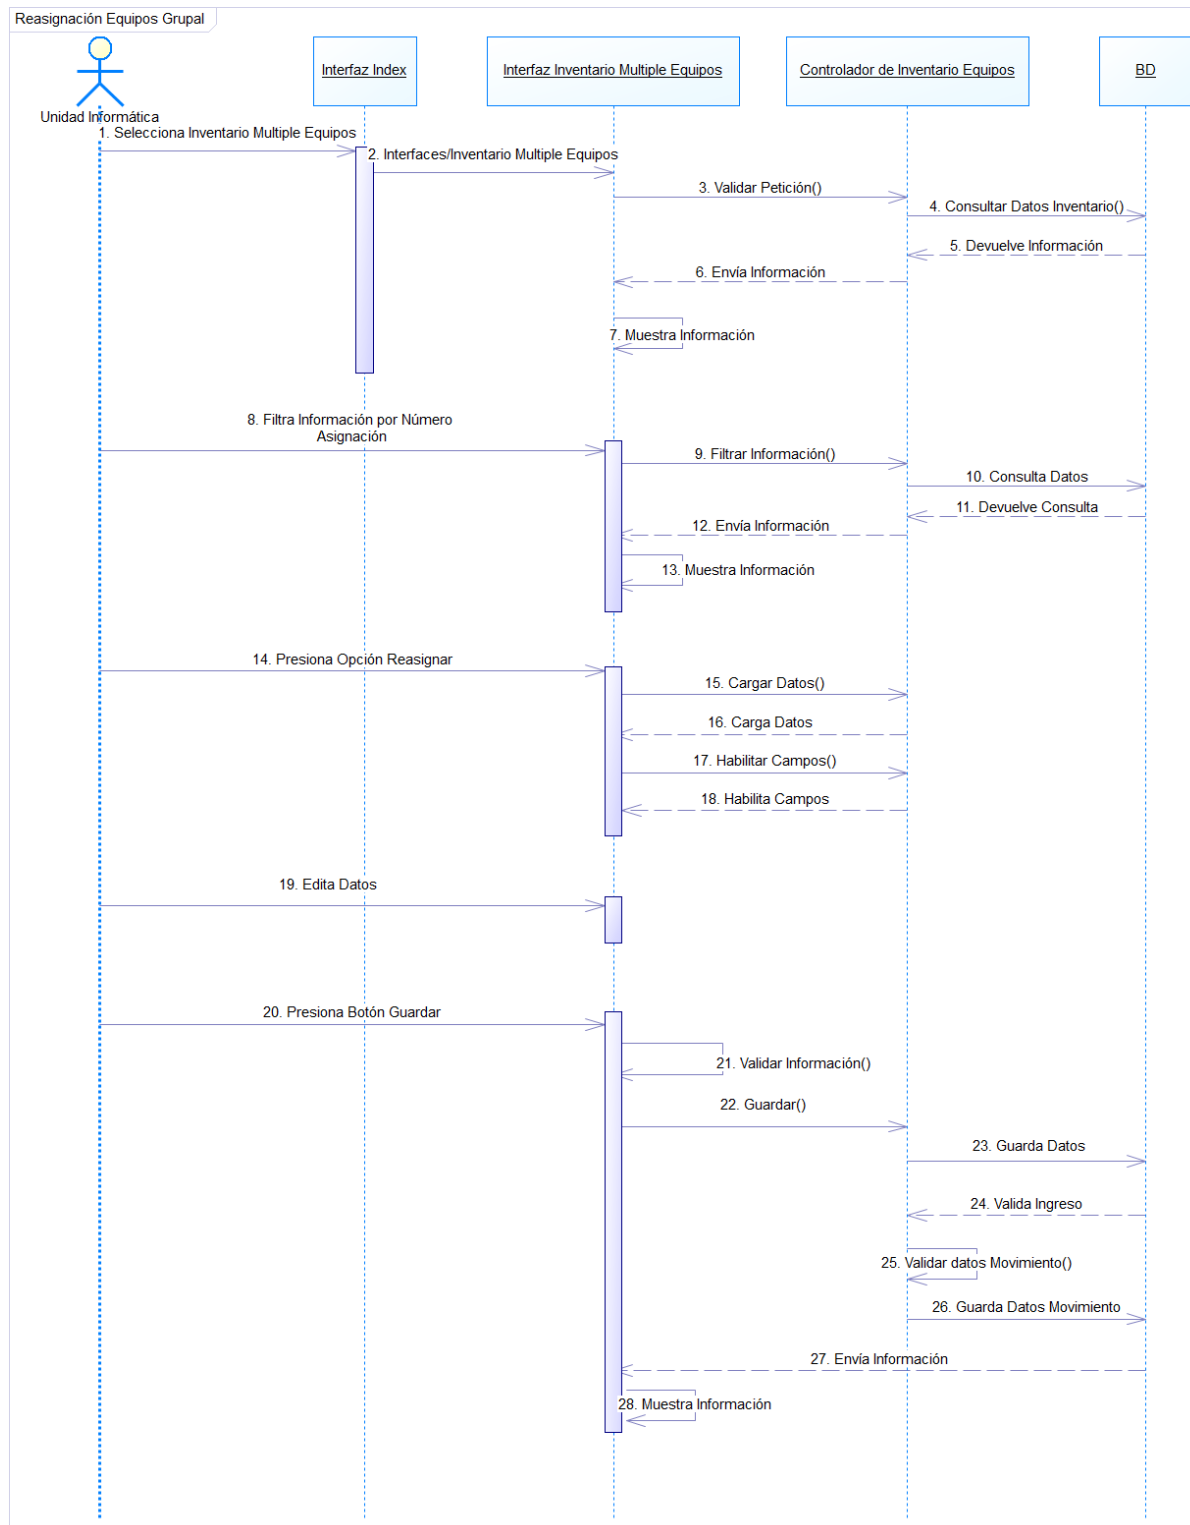 Reasignación Equipos Grupal
Unidad Informática
Interfaz Index
Interfaz Inventario Multiple Equipos
Controlador de Inventario Equipos
BD
1. Selecciona Inventario Multiple Equipos
2. Interfaces/Inventario Multiple Equipos
3. Validar Petición()
4. Consultar Datos Inventario()
5. Devuelve Información
6. Envía Información
7. Muestra Información
8. Filtra Información por Número
Asignación
9. Filtrar Información()
10. Consulta Datos
11. Devuelve Consulta
12. Envía Información
13. Muestra Información
14. Presiona Opción Reasignar
15. Cargar Datos()
16. Carga Datos
17. Habilitar Campos()
18. Habilita Campos
19. Edita Datos
20. Presiona Botón Guardar
21. Validar Información()
22. Guardar()
23. Guarda Datos
24. Valida Ingreso
25. Validar datos Movimiento()
26. Guarda Datos Movimiento
27. Envía Información
28. Muestra Información